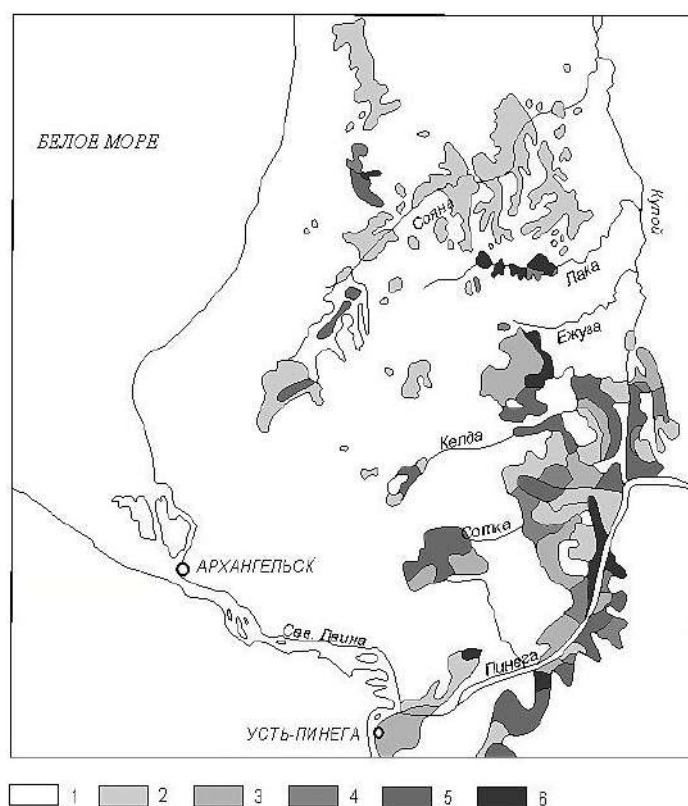 БЕЛОЕ МОРЕ
Кулой
Сояна
Лака
Ежуга
Келда
Сотка
АРХАНГЕЛЬСК
Сев. Двина
Пинега
УСТЬ-ПИНЕГА
1 2 3 4 5 6